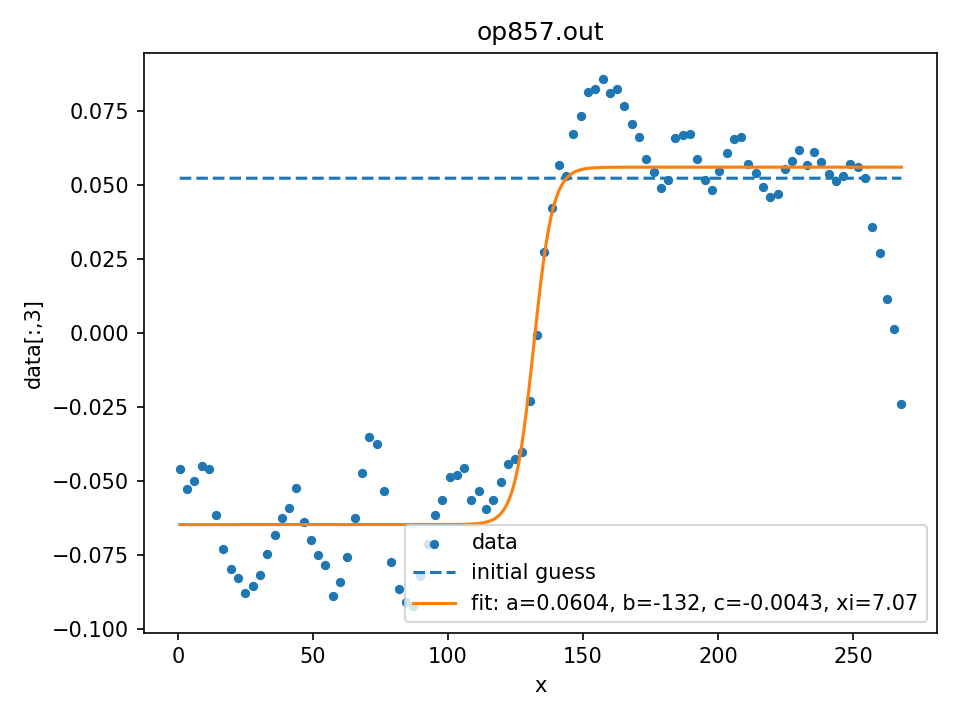 op857.out
data[:,3]
0.075
0.050
0.025
0.000
−0.025
−0.050
−0.075
−0.100
data
initial guess
fit: a=0.0604, b=-132, c=-0.0043, xi=7.07
0 50 100 150 200 250
x